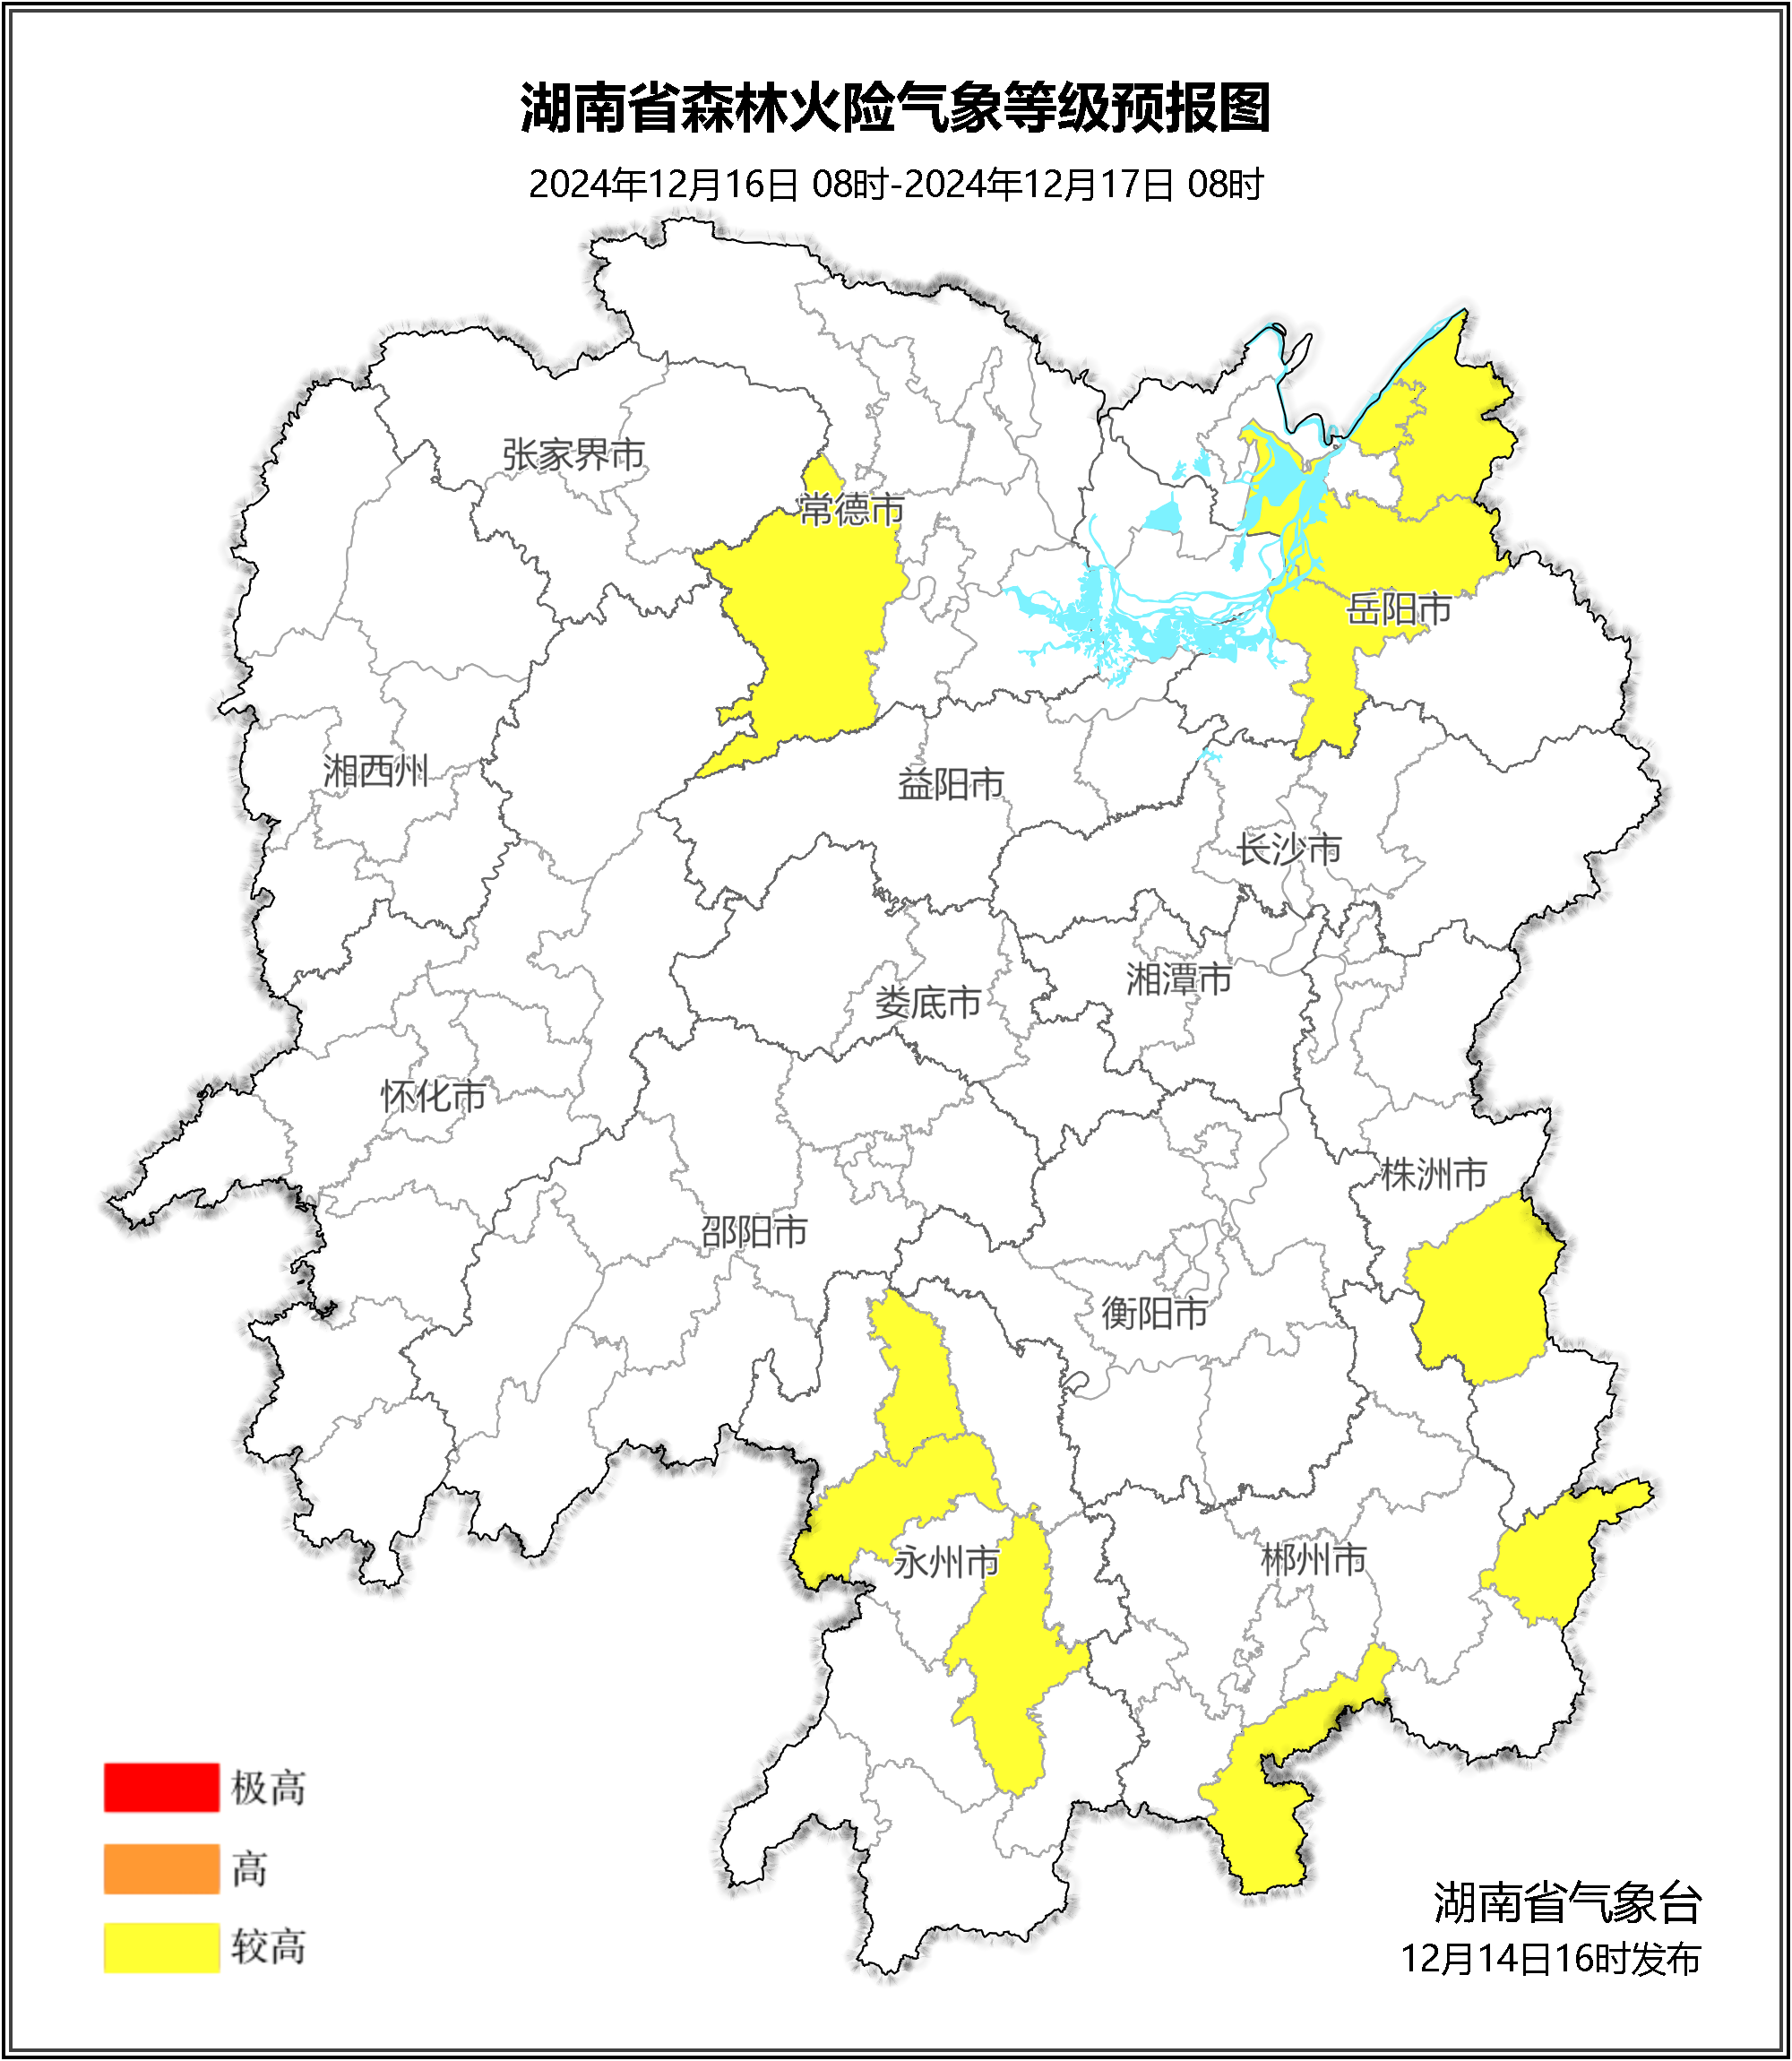 湖南省森林火险气象等级预报图
2024年12月16日 08时-2024年12月17日 08时
张家界市
常德市
岳阳市
湘西州
益阳市
长沙市
湘潭市
娄底市
怀化市
株洲市
邵阳市
衡阳市
永州市
郴州市
极高
高
较高
湖南省气象台
12月14日16时发布